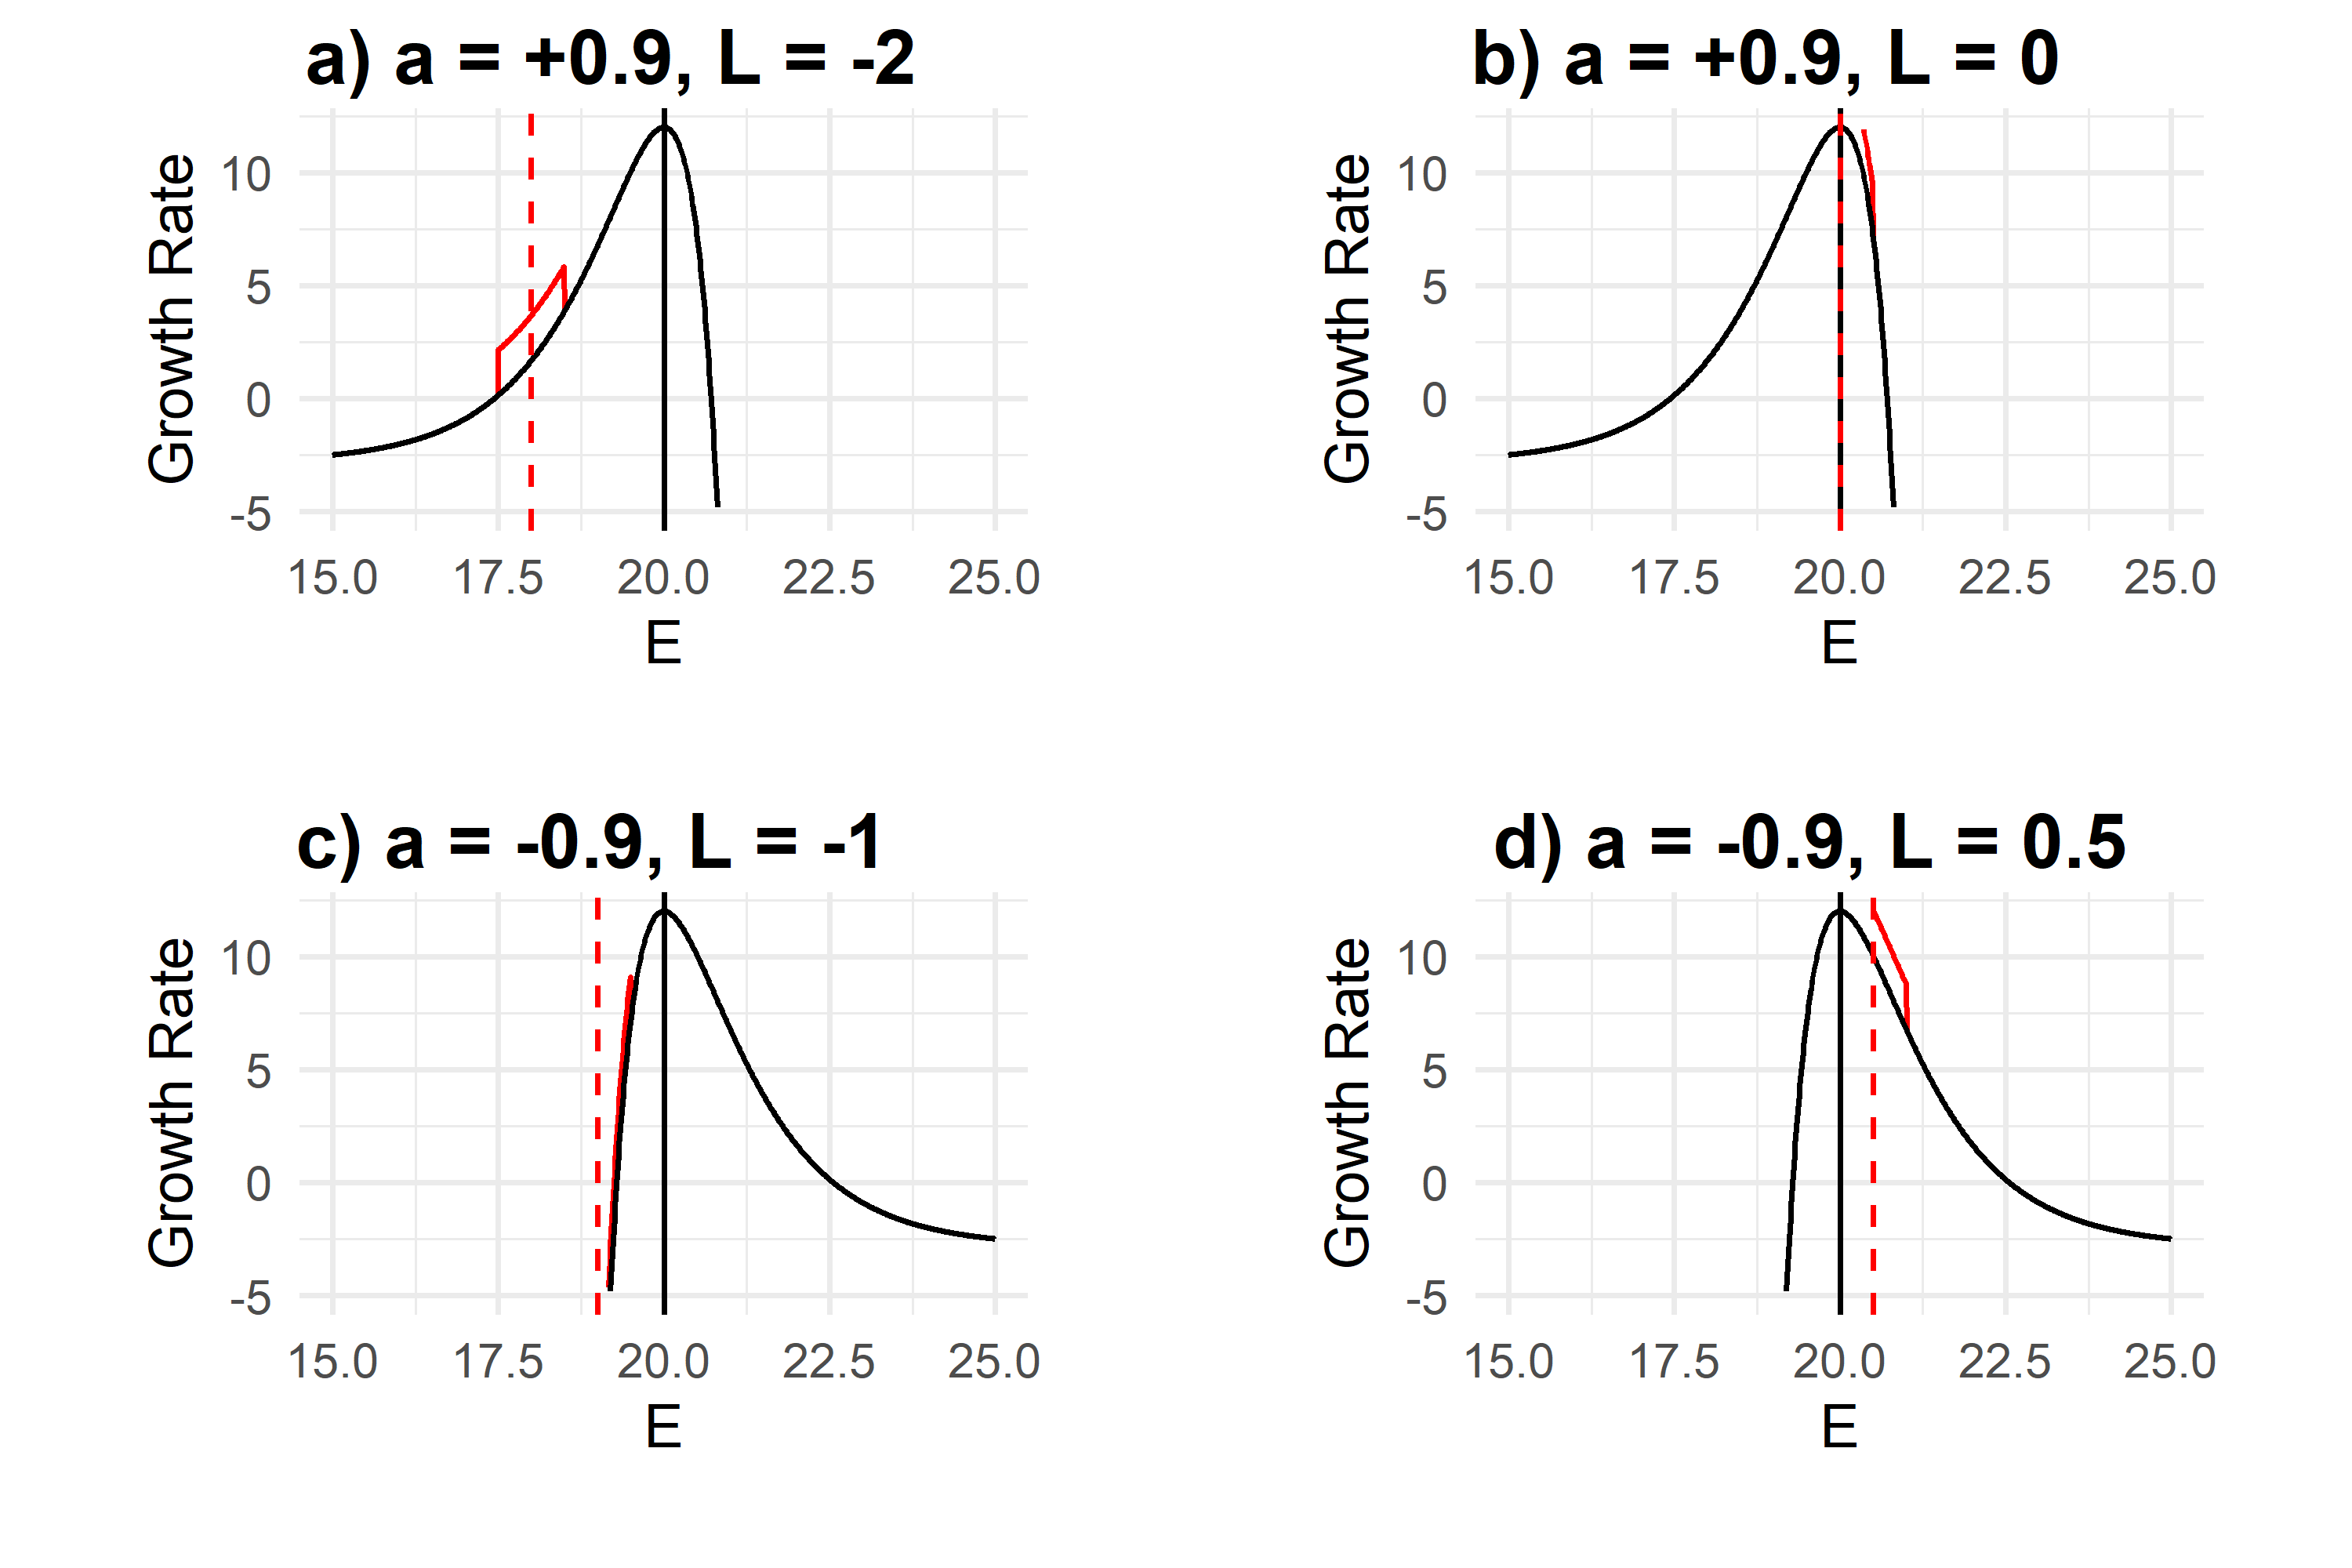 a) a = +0.9, L = -2
Growth Rate
10
5
0
-5
15.0 17.5 20.0 22.5 25.0
E
b) a = +0.9, L = 0
Growth Rate
10
5
0
-5
15.0 17.5 20.0 22.5 25.0
E
c) a = -0.9, L = -1
Growth Rate
10
5
0
-5
15.0 17.5 20.0 22.5 25.0
E
d) a = -0.9, L = 0.5
Growth Rate
10
5
0
-5
15.0 17.5 20.0 22.5 25.0
E